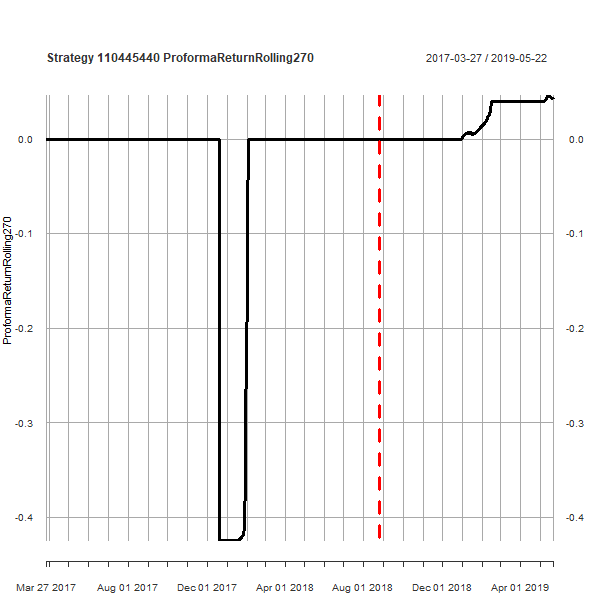 Strategy 110445440 ProformaReturnRolling270
2017-03-27 / 2019-05-22
ProformaReturnRolling270
0.0 0.0
-0.1 -0.1
-0.2 -0.2
-0.3 -0.3
-0.4 -0.4
Mar 27 2017 Aug 01 2017 Dec 01 2017 Apr 01 2018 Aug 01 2018 Dec 01 2018 Apr 01 2019